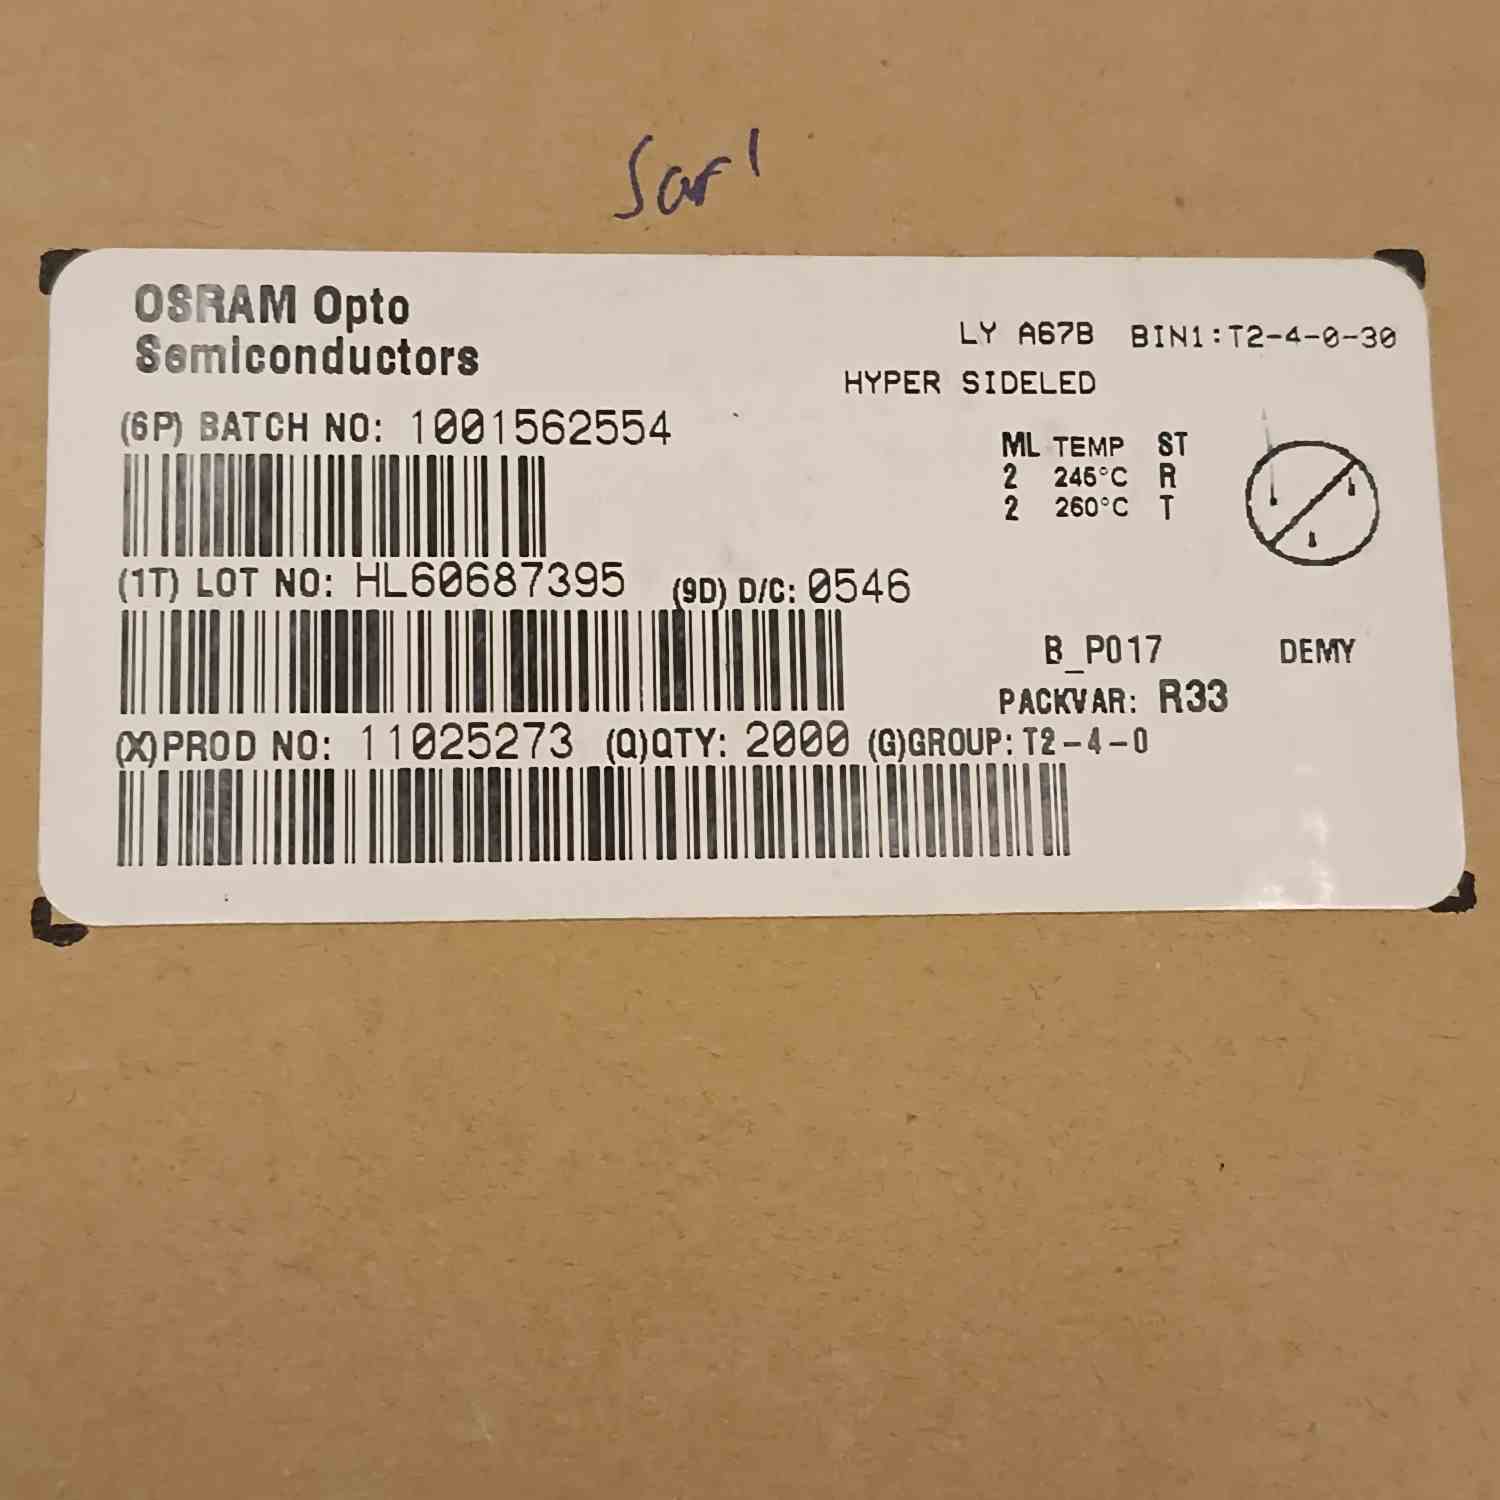 OSRAM Opto
Semiconductors
LY A67B BIN1:T2-4-0-30
HYPER SIDELED
(6P) BATCH NO: 1001562554
ML TEMP ST
2 245°C R
2 260°C T
(1T) LOT NO: HL60687395 (9D) D/C: 0546
B_P017 DEMY
PACKVAR: R33
(X)PROD NO: 11025273 (Q)QTY: 2000 (G)GROUP: T2-4-0